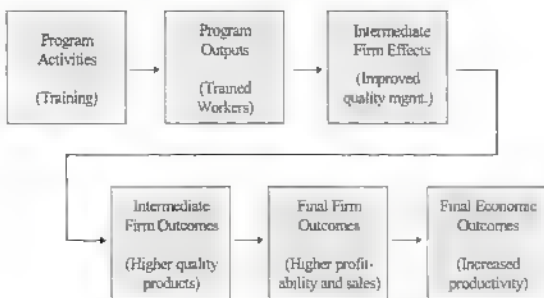 Program
Activities
(Training)
Program
Outputs
(Trained
Workers)
Intermediate
Firm Effects
(Improved
quality mgmt.)
Intermediate
Firm Outcomes
(Higher quality
products)
Final Firm
Outcomes
(Higher profit-
ability and sales)
Final Economic
Outcomes
(Increased
productivity)